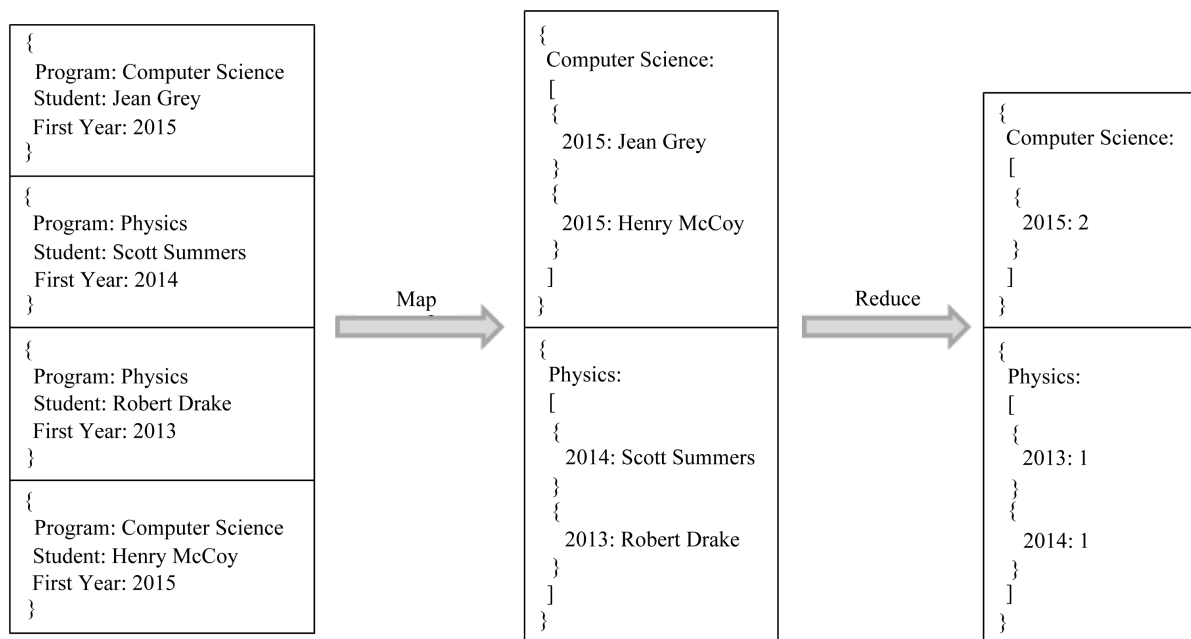 {
Program: Computer Science
Student: Jean Grey
First Year: 2015
}
{
Program: Physics
Student: Scott Summers
First Year: 2014
}
{
Program: Physics
Student: Robert Drake
First Year: 2013
}
{
Program: Computer Science
Student: Henry McCoy
First Year: 2015
}
Map
{
Computer Science:
[
{
2015: Jean Grey
}
{
2015: Henry McCoy
}
]
}
{
Physics:
[
{
2014: Scott Summers
}
{
2013: Robert Drake
}
]
}
Reduce
{
Computer Science:
[
{
2015: 2
}
]
}
{
Physics:
[
{
2013: 1
}
{
2014: 1
}
]
}